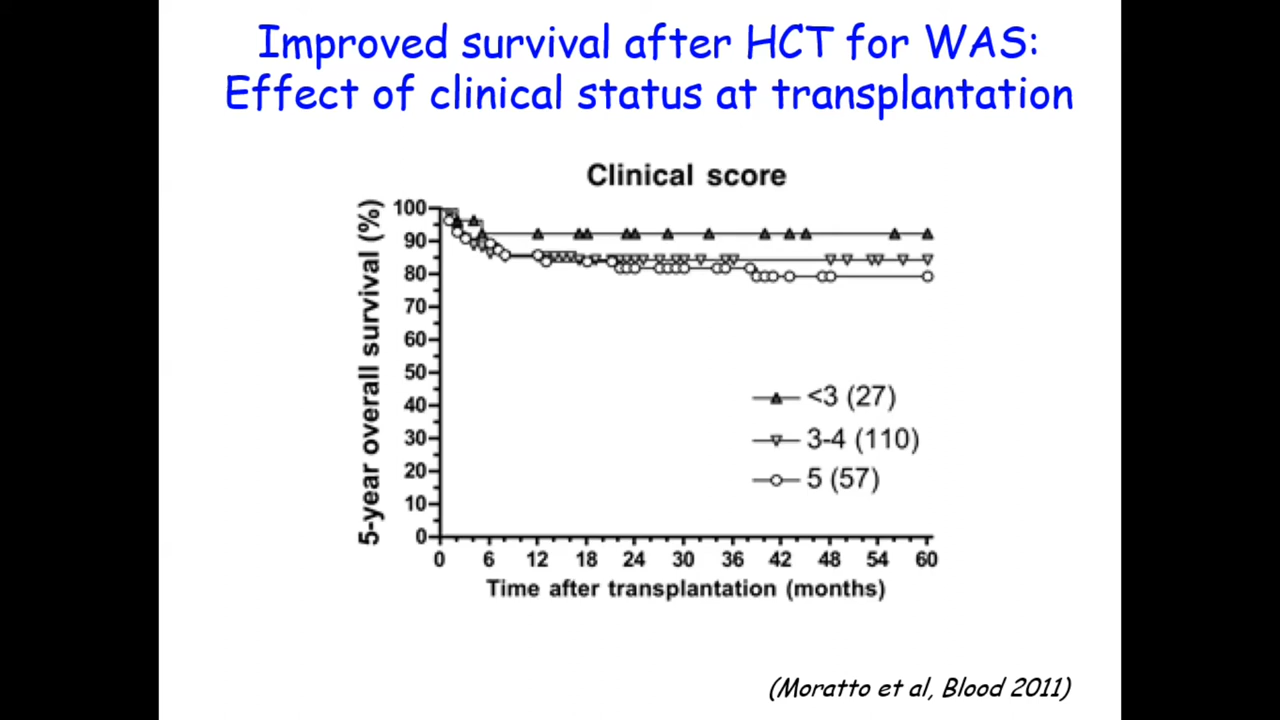 Improved survival after HCT for WAS:
Effect of clinical status at transplantation
Clinical score
5-year overall survival (%)
100
90
80
70
60
50
40
30
20
10
0
<3 (27)
3-4 (110)
5 (57)
0 6 12 18 24 30 36 42 48 54 60
Time after transplantation (months)
(Moratto et al, Blood 2011)